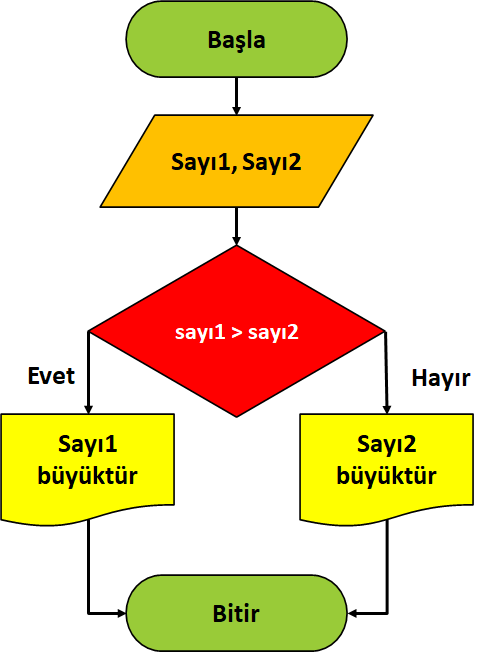 Başla
Sayı1, Sayı2
sayı1 > sayı2
Evet
Hayır
Sayı1
büyüktür
Sayı2
büyüktür
Bitir